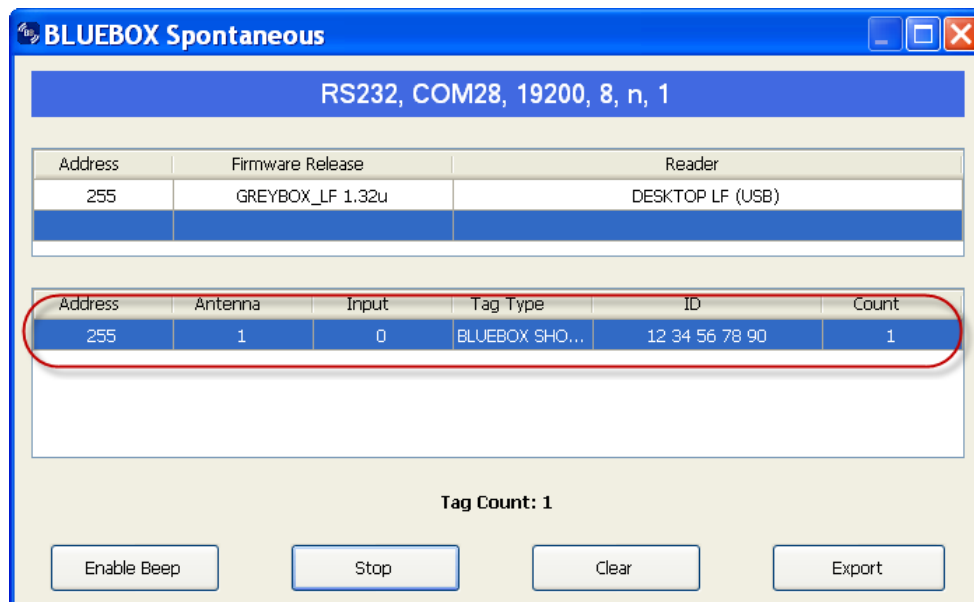 BLUEBOX Spontaneous
RS232, COM28, 19200, 8, n, 1
Address Firmware Release Reader
255 GREYBOX_LF 1.32u DESKTOP LF (USB)
Address Antenna Input Tag Type ID Count
255 1 0 BLUEBOX SHO... 12 34 56 78 90 1
Tag Count: 1
Enable Beep Stop Clear Export